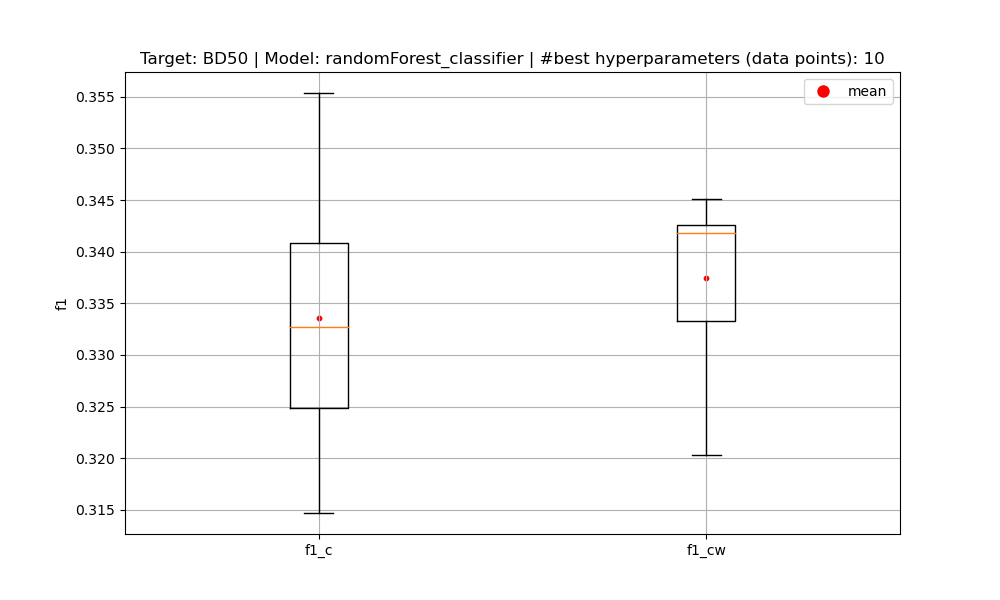 Target: BD50 | Model: randomForest_classifier | #best hyperparameters (data points): 10
mean
f1
0.355
0.350
0.345
0.340
0.335
0.330
0.325
0.320
0.315
f1_c
f1_cw